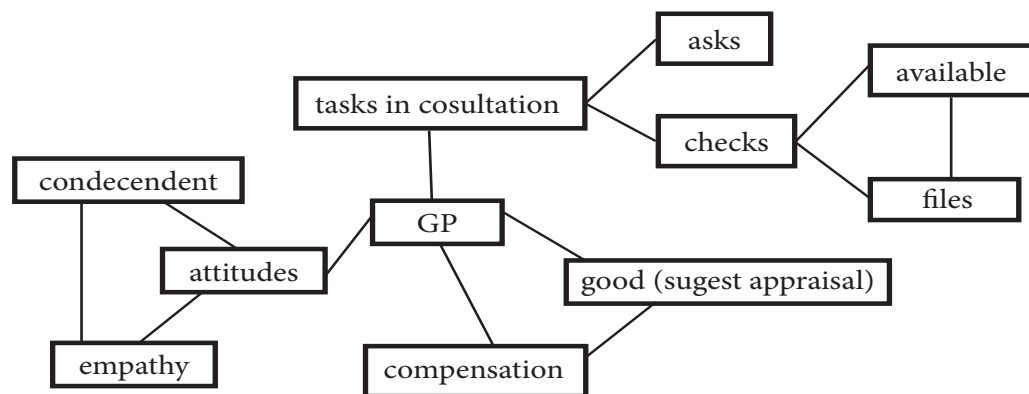 asks
available
tasks in cosultation
checks
condecendent
files
GP
attitudes
good (sugest appraisal)
empathy
compensation